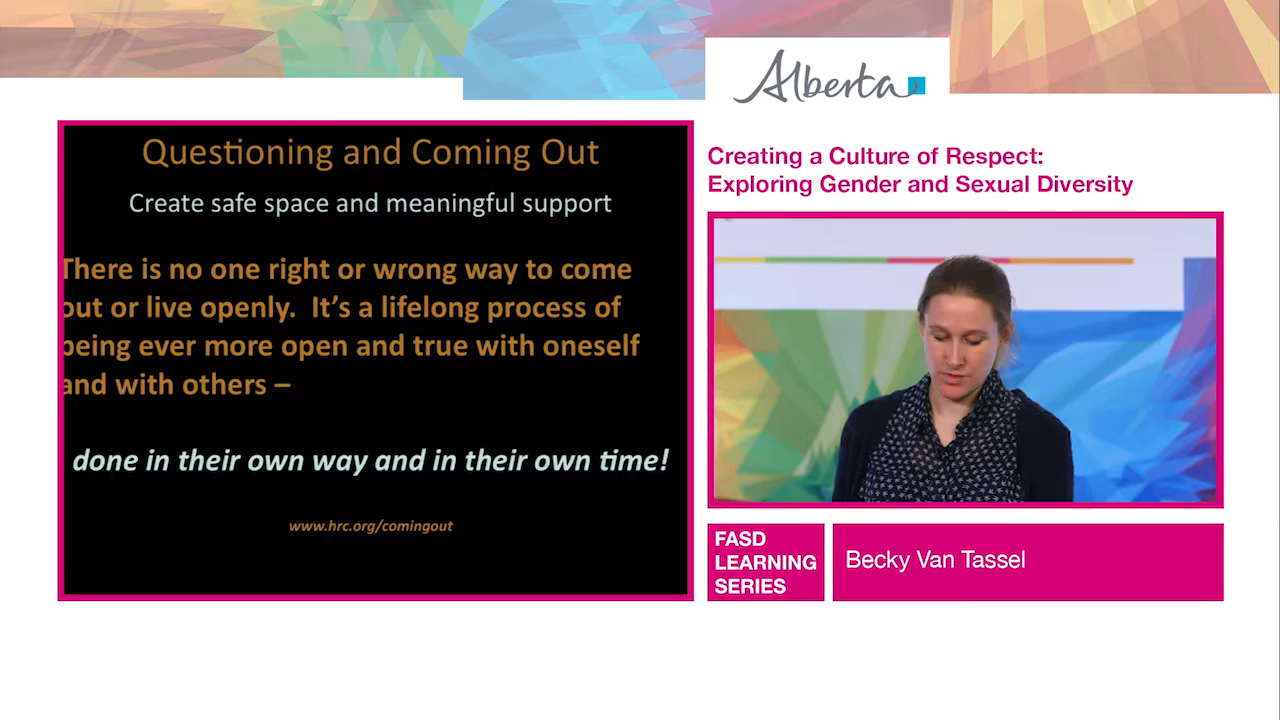 Alberta
Questioning and Coming Out
Create safe space and meaningful support
There is no one right or wrong way to come
out or live openly.  It's a lifelong process of
being ever more open and true with oneself
and with others –
done in their own way and in their own time!
www.hrc.org/comingout
Creating a Culture of Respect:
Exploring Gender and Sexual Diversity
FASD
LEARNING
SERIES
Becky Van Tassel